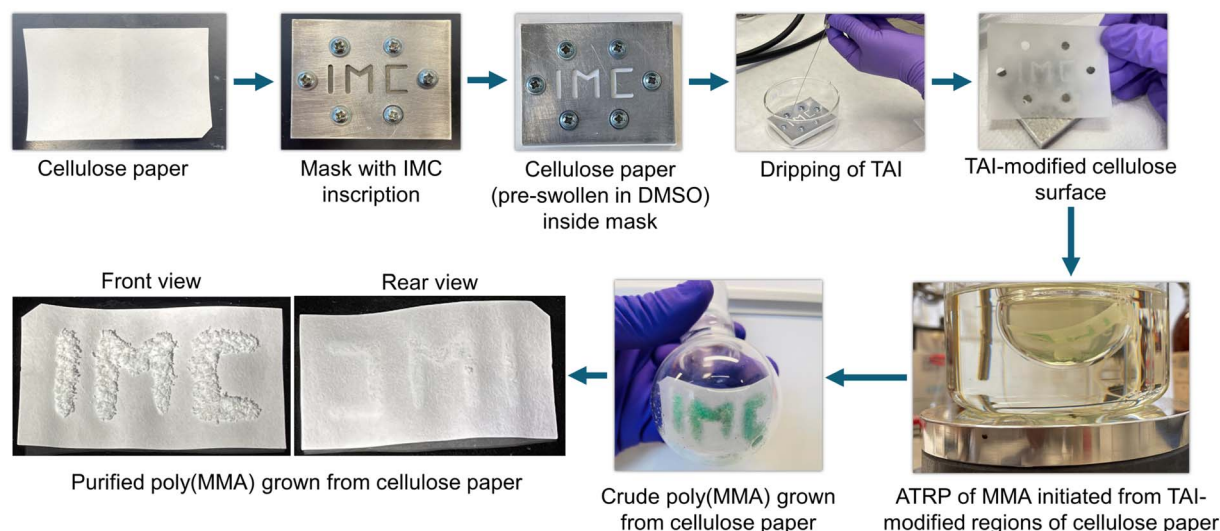 IMC
IMC
IMC
Cellulose paper
Mask with IMC
inscription
Cellulose paper
(pre-swollen in DMSO)
inside mask
Dripping of TAI
TAI-modified cellulose
surface
Front view
Rear view
IMC
IMC
Purified poly(MMA) grown from cellulose paper
Crude poly(MMA) grown
from cellulose paper
ATRP of MMA initiated from TAI-
modified regions of cellulose paper